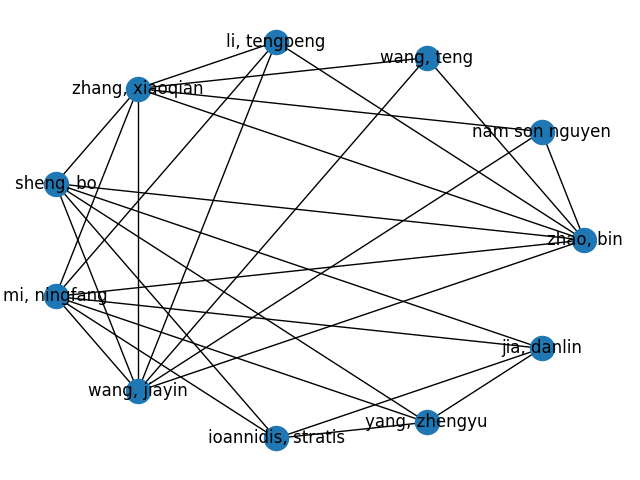 li, tengpeng
wang, teng
zhang, xiaoqian
nam son nguyen
sheng, bo
zhao, bin
mi, ningfang
jia, danlin
wang, jiayin
yang, zhengyu
ioannidis, stratis